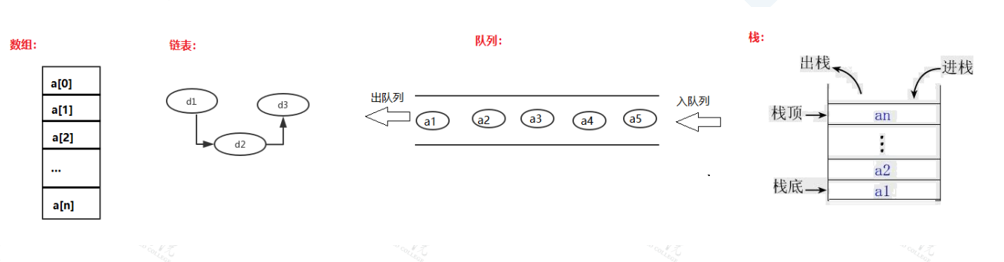 数组：
a[0]
a[1]
a[2]
...
a[n]
链表：
d1
d3
d2
队列：
出队列
入队列
a1
a2
a3
a4
a5
栈：
出栈
进栈
栈顶
an
⋮
a2
栈底
a1